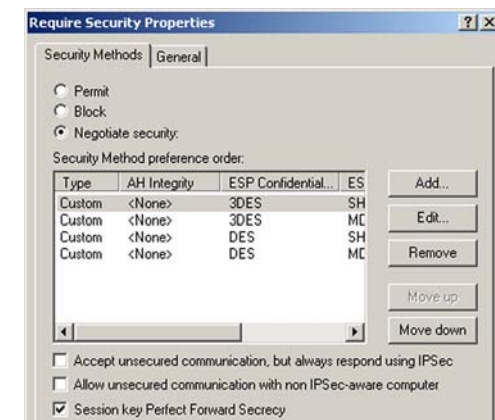 Require Security Properties
Security Methods General
Permit
Block
Negotiate security:
Security Method preference order:
Type AH Integrity ESP Confidential... ES
Custom <None> 3DES SH
Custom <None> 3DES MD
Custom <None> DES SH
Custom <None> DES MD
Add...
Edit...
Remove
Move up
Move down
Accept unsecured communication, but always respond using IPSec
Allow unsecured communication with non IPSec-aware computer
Session key Perfect Forward Secrecy